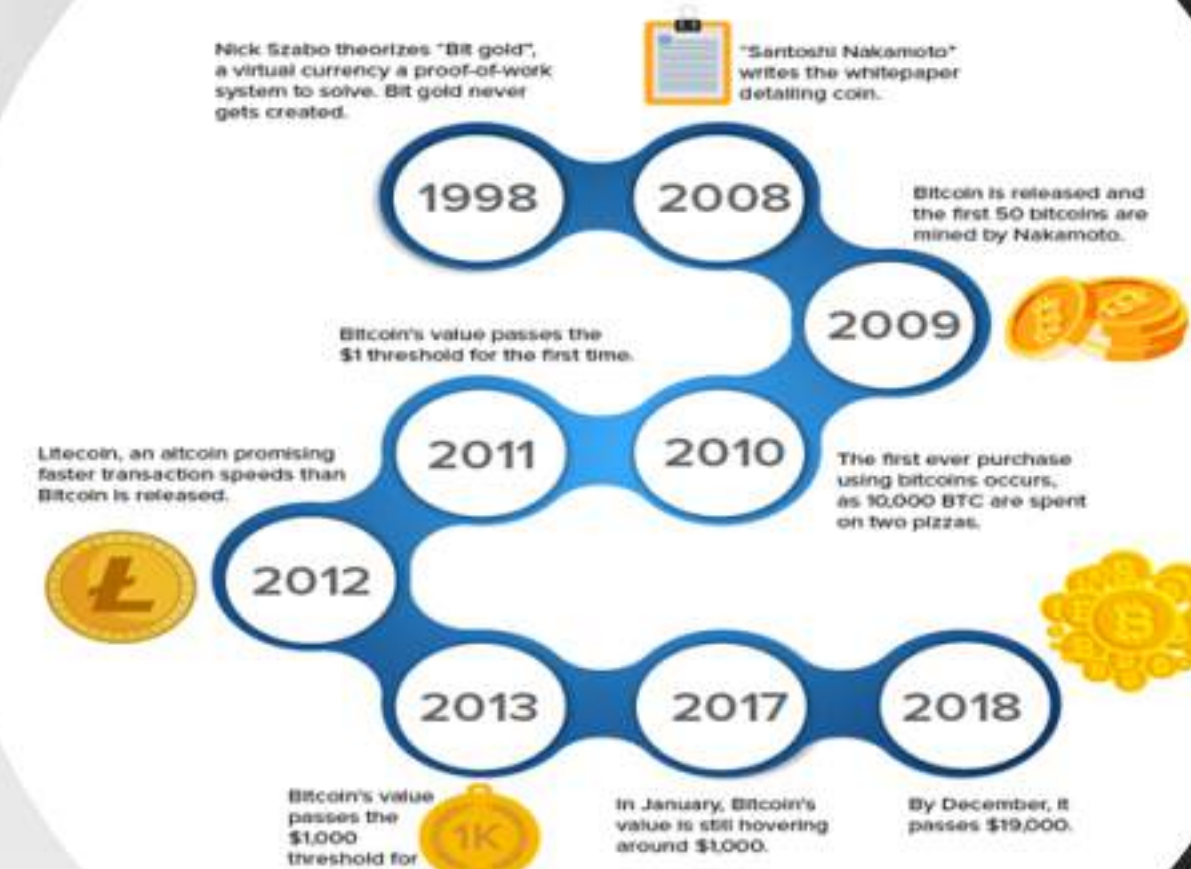 Nick Szabo theorizes "Bit gold",
a virtual currency a proof-of-work
system to solve. Bit gold never
gets created.
"Santoshi Nakamoto"
writes the whitepaper
detailing coin.
1998
2008
Bitcoin is released and
the first 50 bitcoins are
mined by Nakamoto.
2009
Bitcoin's value passes the
$1 threshold for the first time.
2011
2010
The first ever purchase
using bitcoins occurs,
as 10,000 BTC are spent
on two pizzas.
Litecoin, an altcoin promising
faster transaction speeds than
Bitcoin is released.
2012
2013
2017
2018
Bitcoin's value
passes the
$1,000
threshold for
1K
In January, Bitcoin's
value is still hovering
around $1,000.
By December, it
passes $19,000.